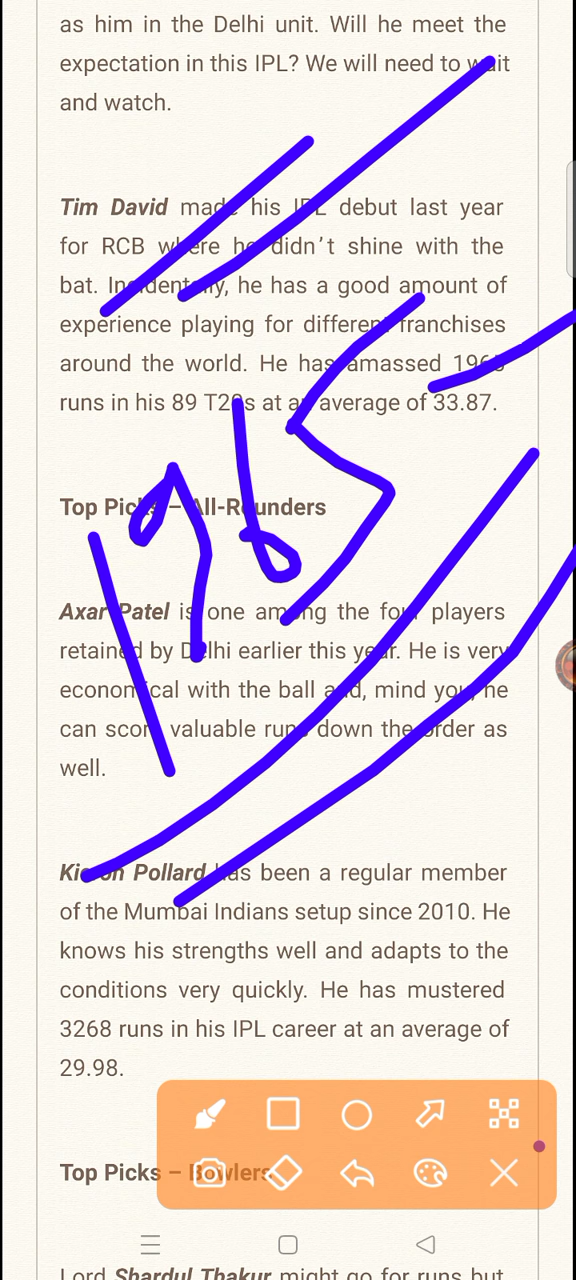 as him in the Delhi unit. Will he meet the
expectation in this IPL? We will need to wait
and watch.
Tim David made his IPL debut last year
for RCB where he didn't shine with the
bat. Incidentally, he has a good amount of
experience playing for different franchises
around the world. He has amassed 1965
runs in his 89 T20s at an average of 33.87.
1965
Top Picks – All-Rounders
Axar Patel is one among the four players
retained by Delhi earlier this year. He is very
economical with the ball and, mind you, he
can score valuable runs down the order as
well.
Kieron Pollard has been a regular member
of the Mumbai Indians setup since 2010. He
knows his strengths well and adapts to the
conditions very quickly. He has mustered
3268 runs in his IPL career at an average of
29.98.
Top Picks – Bowlers
Lord Shardul Thakur might go for runs but